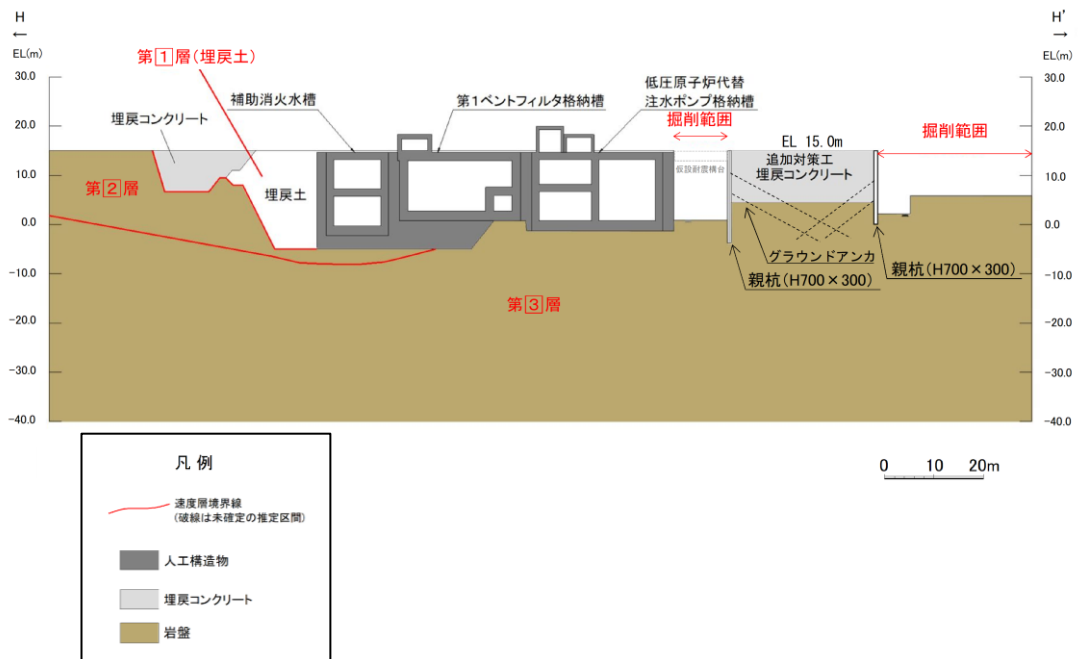 H
←
EL(m)
30.0
20.0
10.0
0.0
-10.0
-20.0
-30.0
-40.0
H'
→
EL(m)
30.0
20.0
10.0
0.0
-10.0
-20.0
-30.0
-40.0
第1層(埋戻土)
埋戻コンクリート
補助消火水槽
第1ベントフィルタ格納槽
低圧原子炉代替
注水ポンプ格納槽
掘削範囲
掘削範囲
EL 15.0m
追加対策工
埋戻コンクリート
仮設耐震構台
第2層
埋戻土
グラウンドアンカ
親杭(H700×300)
親杭(H700×300)
第3層
凡例
速度層境界線
(破線は未確定の推定区間)
人工構造物
埋戻コンクリート
岩盤
0 10 20m